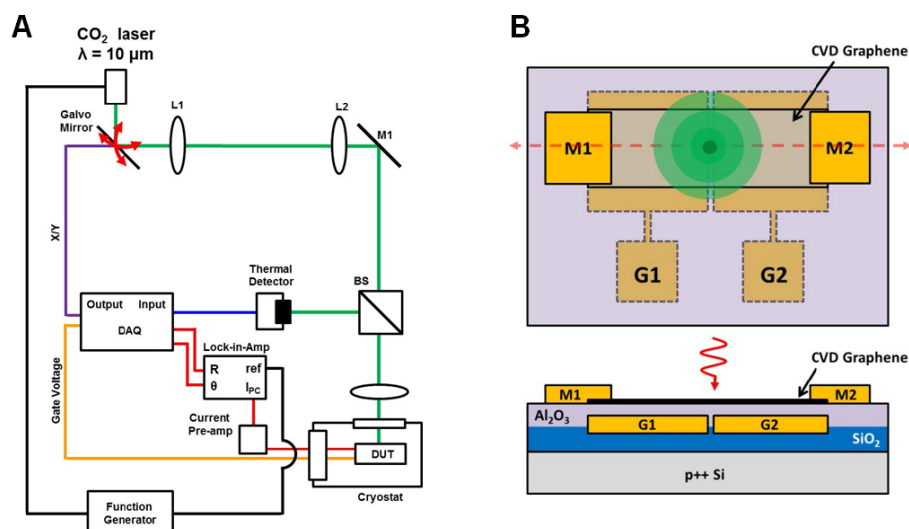 A
CO₂ laser
λ = 10 μm
Galvo
Mirror
L1
L2
M1
X/Y
Thermal
Detector
BS
Output
Input
DAQ
Lock-in-Amp
R
ref
θ
I_PC
Gate Voltage
Current
Pre-amp
DUT
Cryostat
Function
Generator
B
CVD Graphene
M1
M2
G1
G2
CVD Graphene
M1
M2
Al₂O₃
G1
G2
SiO₂
p++ Si